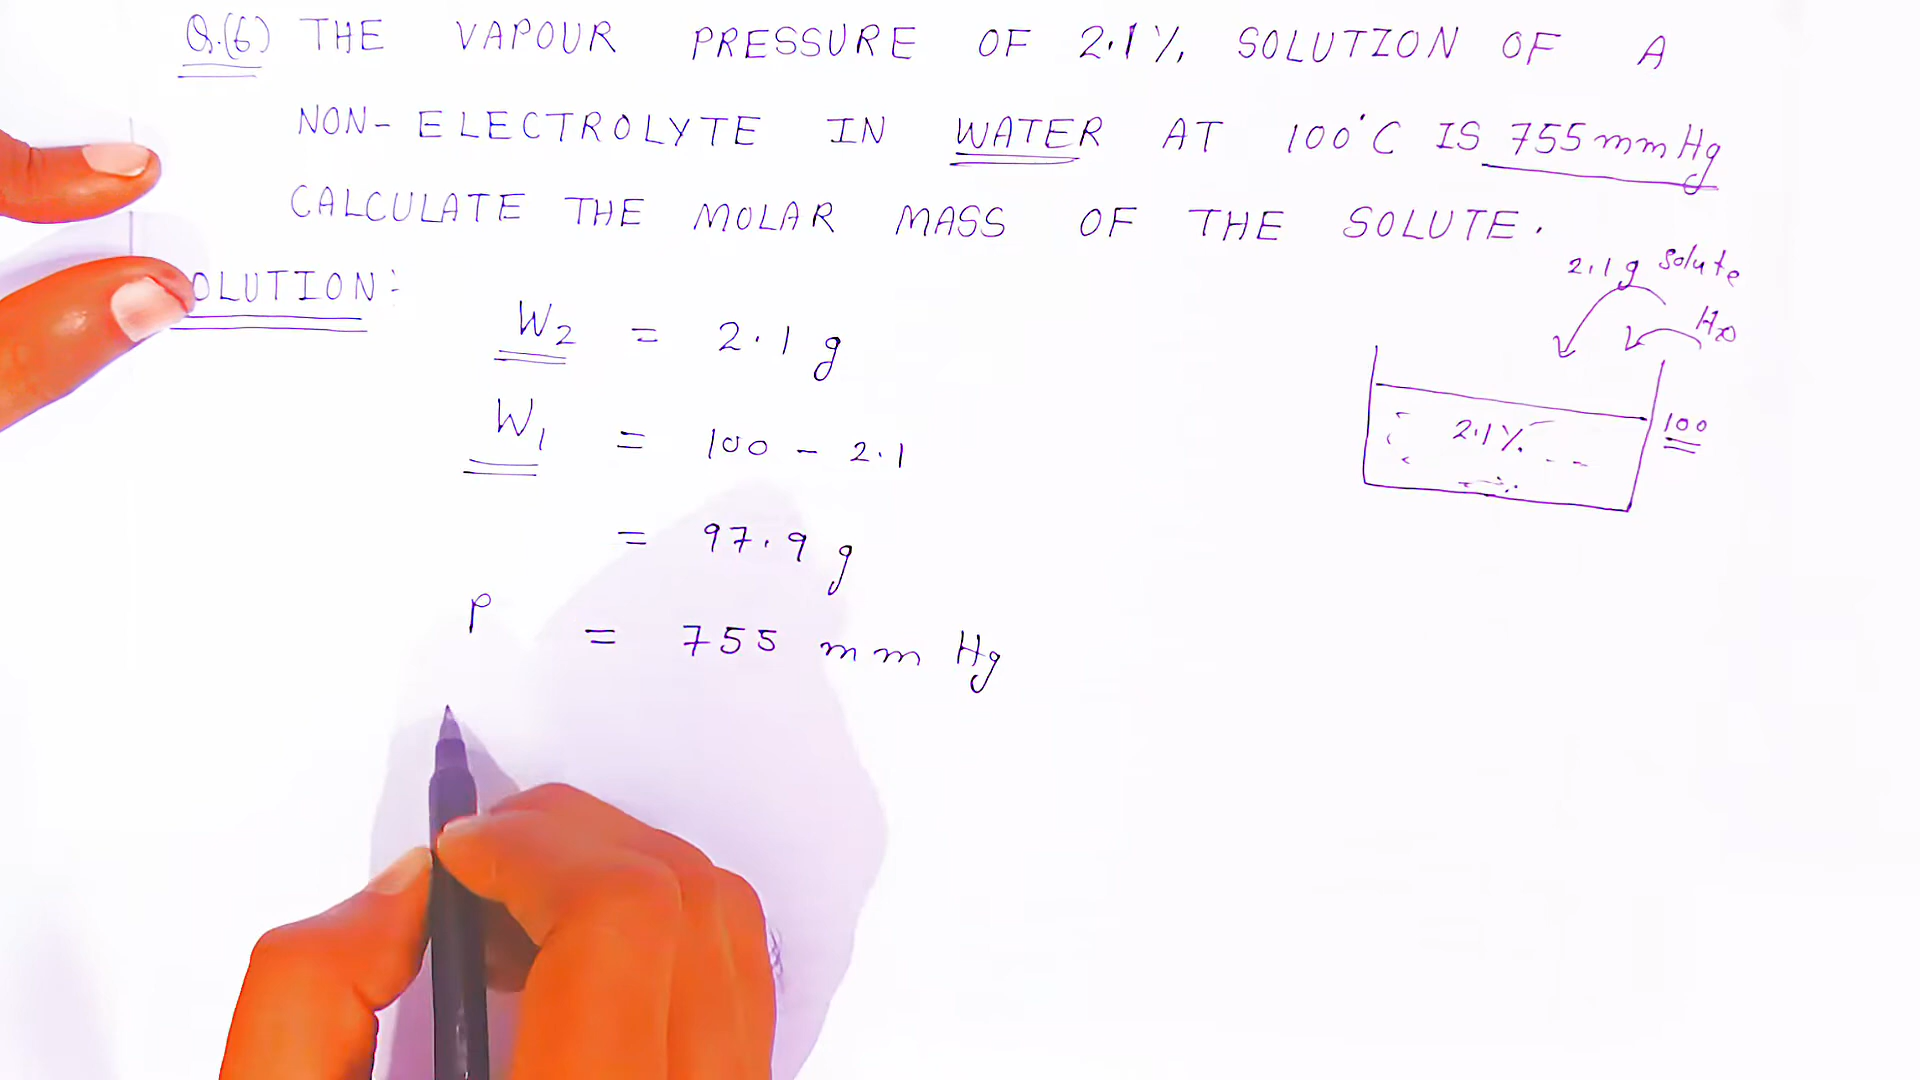 Q.(6) THE VAPOUR PRESSURE OF 2.1% SOLUTION OF A
NON-ELECTROLYTE IN WATER AT 100°C IS 755 mm Hg
CALCULATE THE MOLAR MASS OF THE SOLUTE.
OLUTION:
2.1 g Solute
H2O
2.1%
100
W2 = 2.1 g
W1 = 100 - 2.1
= 97.9 g
P = 755 mm Hg